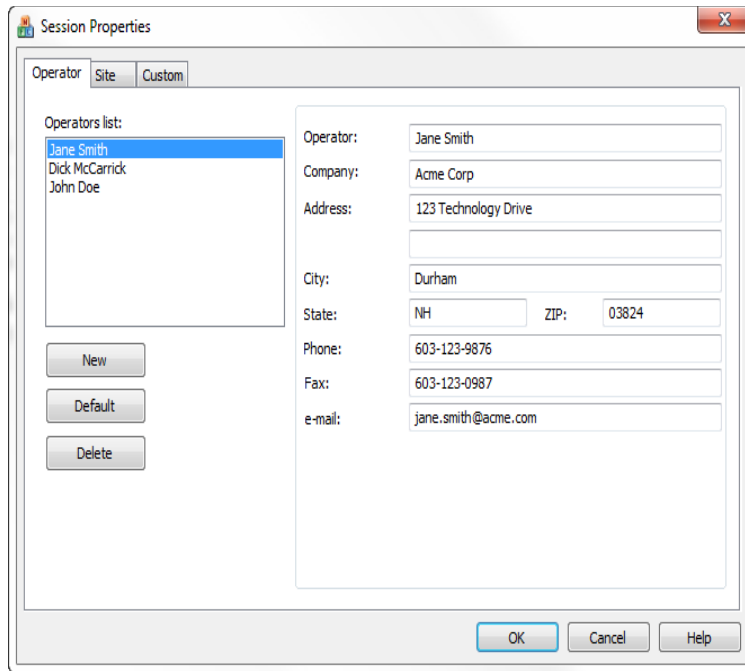 Session Properties
Operator Site Custom
Operators list:
Jane Smith
Dick McCarrick
John Doe
New
Default
Delete
Operator: Jane Smith
Company: Acme Corp
Address: 123 Technology Drive
City: Durham
State: NH ZIP: 03824
Phone: 603-123-9876
Fax: 603-123-0987
e-mail: jane.smith@acme.com
OK Cancel Help